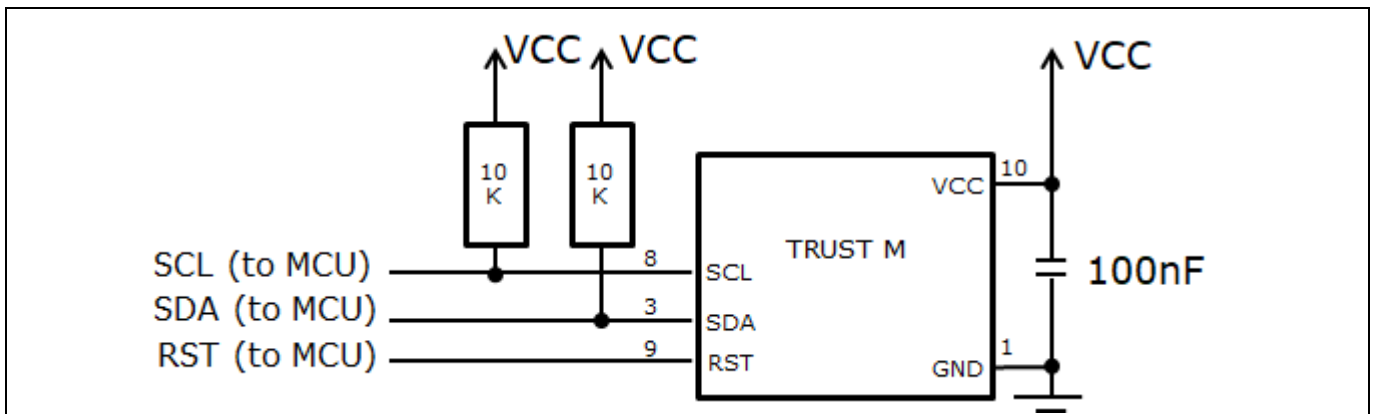 VCC VCC VCC
10
K
10
K
10
VCC
TRUST M
100nF
SCL (to MCU) 8 SCL
SDA (to MCU) 3 SDA
RST (to MCU) 9 RST
1
GND